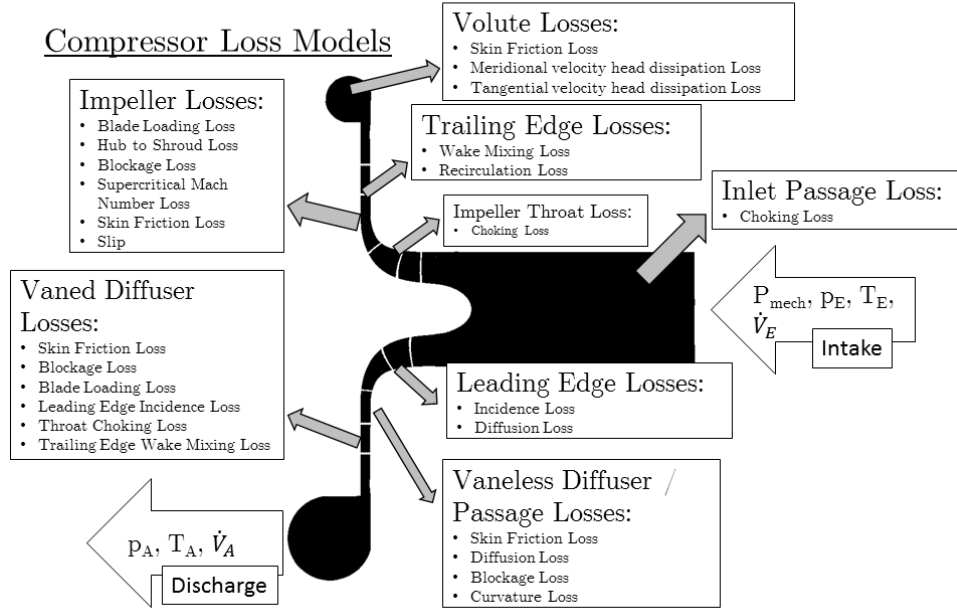 Compressor Loss Models
Volute Losses:
• Skin Friction Loss
• Meridional velocity head dissipation Loss
• Tangential velocity head dissipation Loss
Impeller Losses:
• Blade Loading Loss
• Hub to Shroud Loss
• Blockage Loss
• Supercritical Mach
Number Loss
• Skin Friction Loss
• Slip
Trailing Edge Losses:
• Wake Mixing Loss
• Recirculation Loss
Impeller Throat Loss:
• Choking Loss
Inlet Passage Loss:
• Choking Loss
P_mech, p_E, T_E,
V̇_E
Intake
Vaned Diffuser
Losses:
• Skin Friction Loss
• Blockage Loss
• Blade Loading Loss
• Leading Edge Incidence Loss
• Throat Choking Loss
• Trailing Edge Wake Mixing Loss
Leading Edge Losses:
• Incidence Loss
• Diffusion Loss
Vaneless Diffuser /
Passage Losses:
• Skin Friction Loss
• Diffusion Loss
• Blockage Loss
• Curvature Loss
p_A, T_A, V̇_A
Discharge